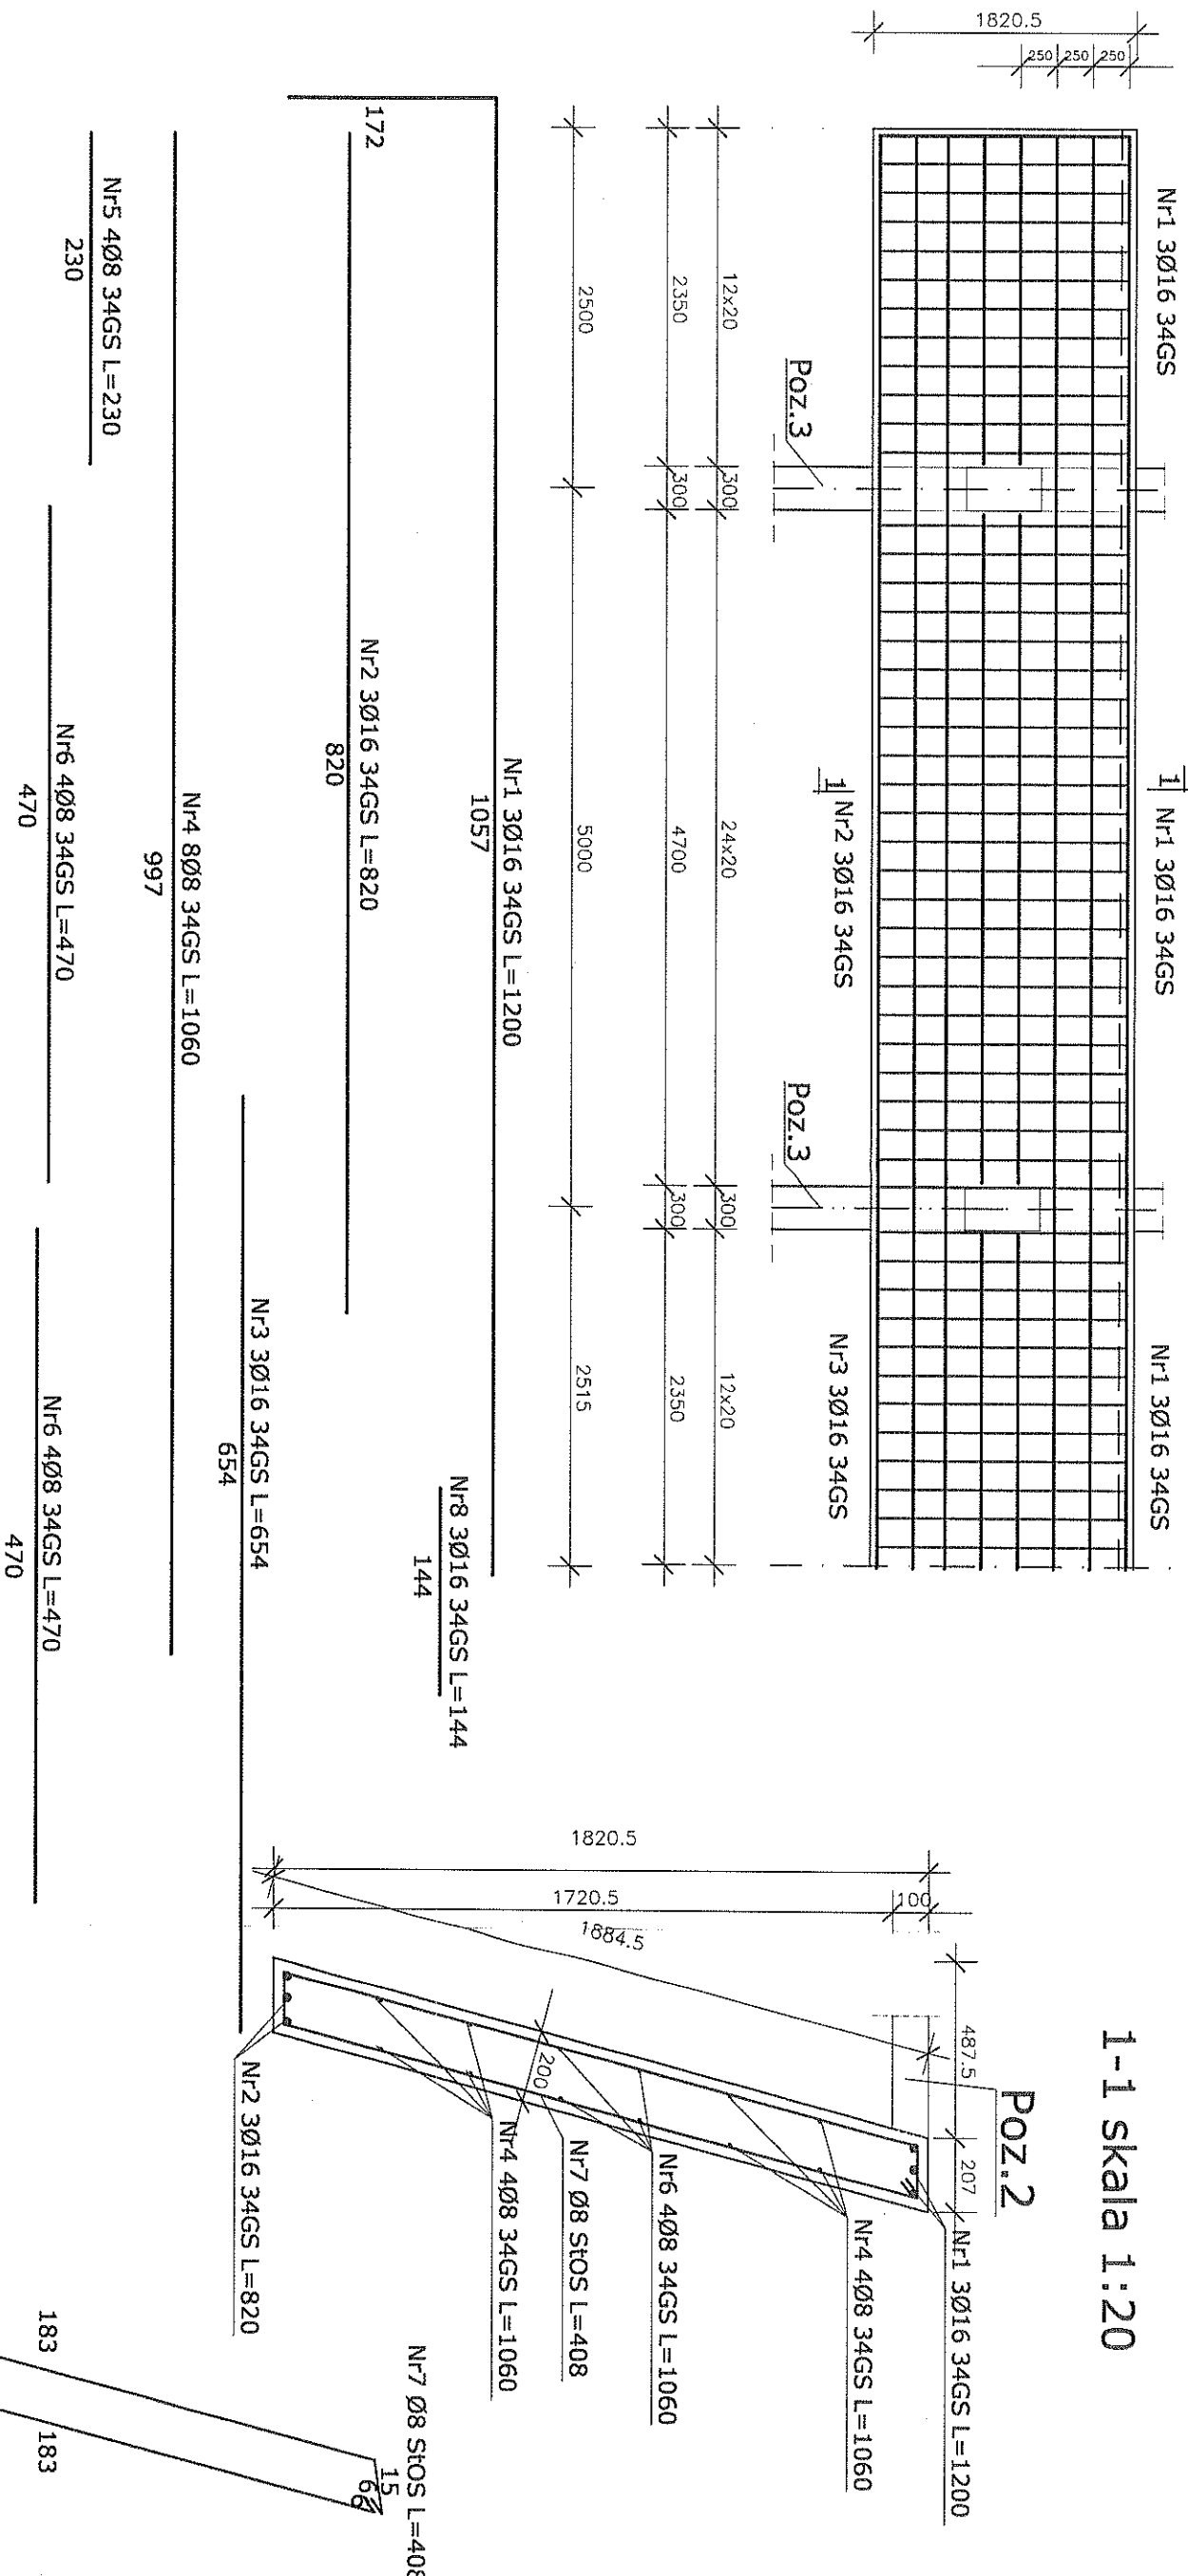 1-1 skala 1:20
Nr1 3Ø16 34GS
1
Nr1 3Ø16 34GS
Nr1 3Ø16 34GS
1820.5
250
250
250
Poz.3
1
Nr2 3Ø16 34GS
Poz.3
Nr3 3Ø16 34GS
12x20
300
24x20
300
12x20
2350
300
4700
300
2350
2500
5000
2515
Nr1 3Ø16 34GS L=1200
1057
172
Nr8 3Ø16 34GS L=144
144
Nr2 3Ø16 34GS L=820
820
Nr3 3Ø16 34GS L=654
654
Nr4 8Ø8 34GS L=1060
997
Nr5 4Ø8 34GS L=230
230
Nr6 4Ø8 34GS L=470
470
Nr6 4Ø8 34GS L=470
470
Poz.2
487.5
207
1820.5
1720.5
100
1884.5
200
Nr1 3Ø16 34GS L=1200
Nr4 4Ø8 34GS L=1060
Nr6 4Ø8 34GS L=1060
Nr7 Ø8 StOS L=408
Nr4 4Ø8 34GS L=1060
Nr2 3Ø16 34GS L=820
Nr7 Ø8 StOS L=408
15
6
6
183
183